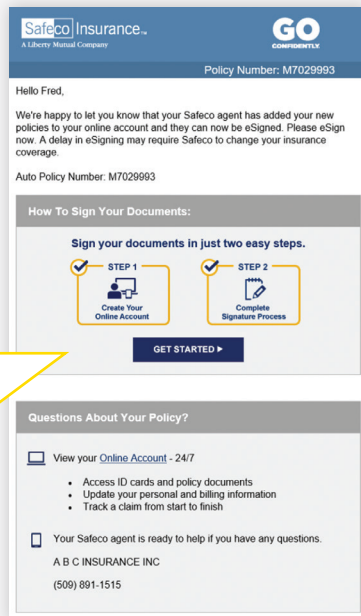 Safeco Insurance™
A Liberty Mutual Company
GO
CONFIDENTLY.
Policy Number: M7029993
Hello Fred,
We're happy to let you know that your Safeco agent has added your new
policies to your online account and they can now be eSigned. Please eSign
now. A delay in eSigning may require Safeco to change your insurance
coverage.
Auto Policy Number: M7029993
How To Sign Your Documents:
Sign your documents in just two easy steps.
STEP 1
Create Your
Online Account
STEP 2
Complete
Signature Process
GET STARTED ►
Questions About Your Policy?
View your Online Account - 24/7
• Access ID cards and policy documents
• Update your personal and billing information
• Track a claim from start to finish
Your Safeco agent is ready to help if you have any questions.
A B C INSURANCE INC
(509) 891-1515